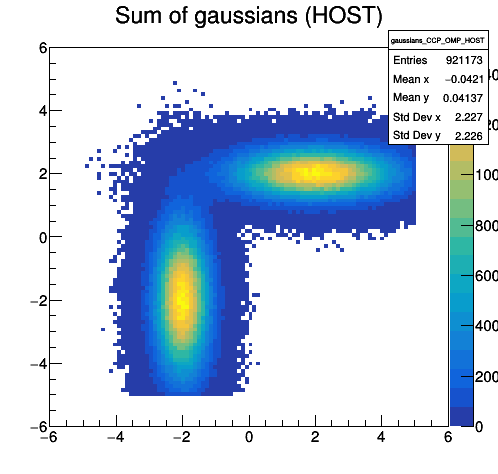 Sum of gaussians (HOST)
gaussians_CCP_OMP_HOST
Entries 921173
Mean x −0.0421
Mean y 0.04137
Std Dev x 2.227
Std Dev y 2.226
6
4
2
0
−2
−4
−6
−6 −4 −2 0 2 4 6
1000
800
600
400
200
0